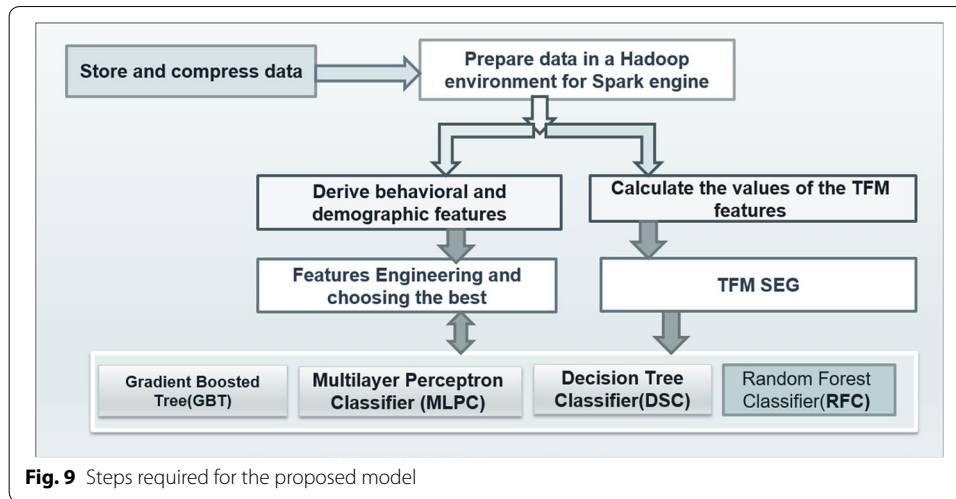 Store and compress data
Prepare data in a Hadoop
environment for Spark engine
Derive behavioral and
demographic features
Calculate the values of the TFM
features
Features Engineering and
choosing the best
TFM SEG
Gradient Boosted
Tree(GBT)
Multilayer Perceptron
Classifier (MLPC)
Decision Tree
Classifier(DSC)
Random Forest
Classifier(RFC)
Fig. 9 Steps required for the proposed model